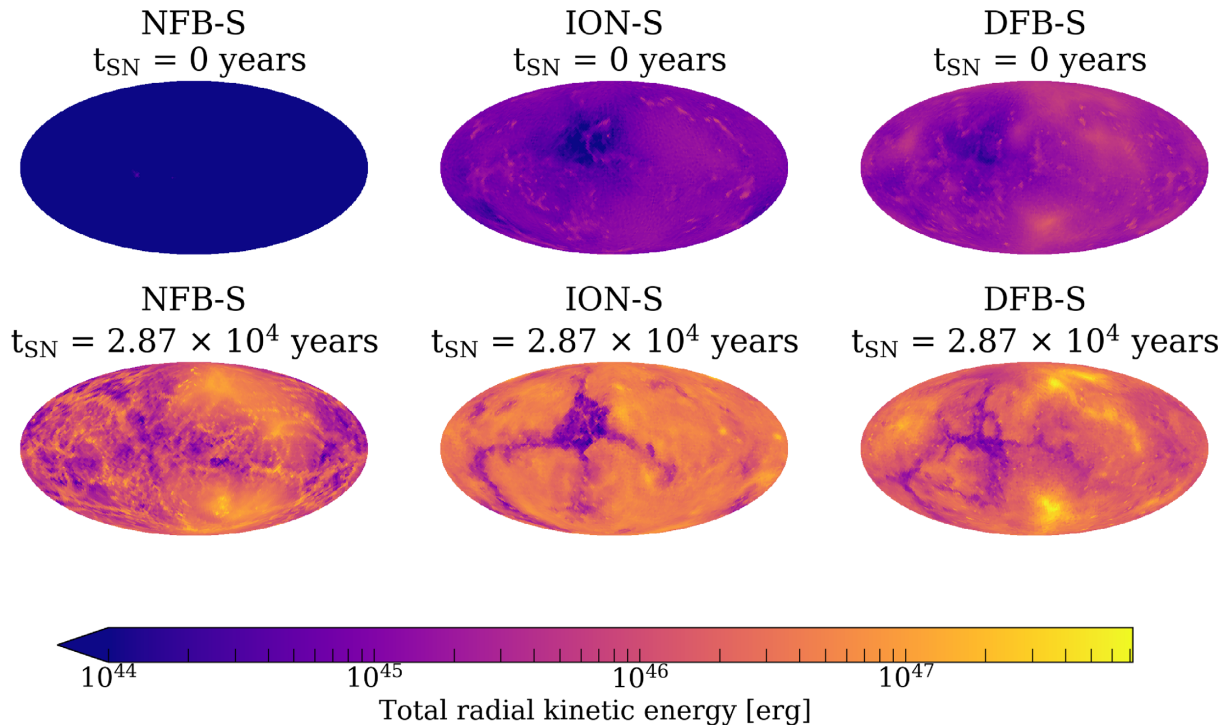 NFB-S
t_SN = 0 years
ION-S
t_SN = 0 years
DFB-S
t_SN = 0 years
NFB-S
t_SN = 2.87 × 10^4 years
ION-S
t_SN = 2.87 × 10^4 years
DFB-S
t_SN = 2.87 × 10^4 years
10^44 10^45 10^46 10^47
Total radial kinetic energy [erg]